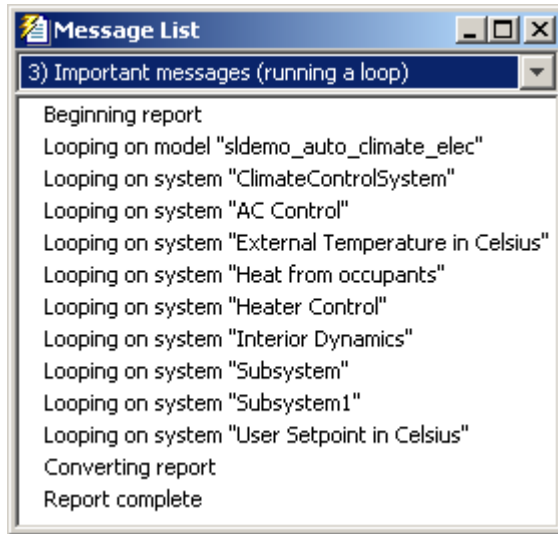 Message List
3) Important messages (running a loop)
Beginning report
Looping on model "sldemo_auto_climate_elec"
Looping on system "ClimateControlSystem"
Looping on system "AC Control"
Looping on system "External Temperature in Celsius"
Looping on system "Heat from occupants"
Looping on system "Heater Control"
Looping on system "Interior Dynamics"
Looping on system "Subsystem"
Looping on system "Subsystem1"
Looping on system "User Setpoint in Celsius"
Converting report
Report complete